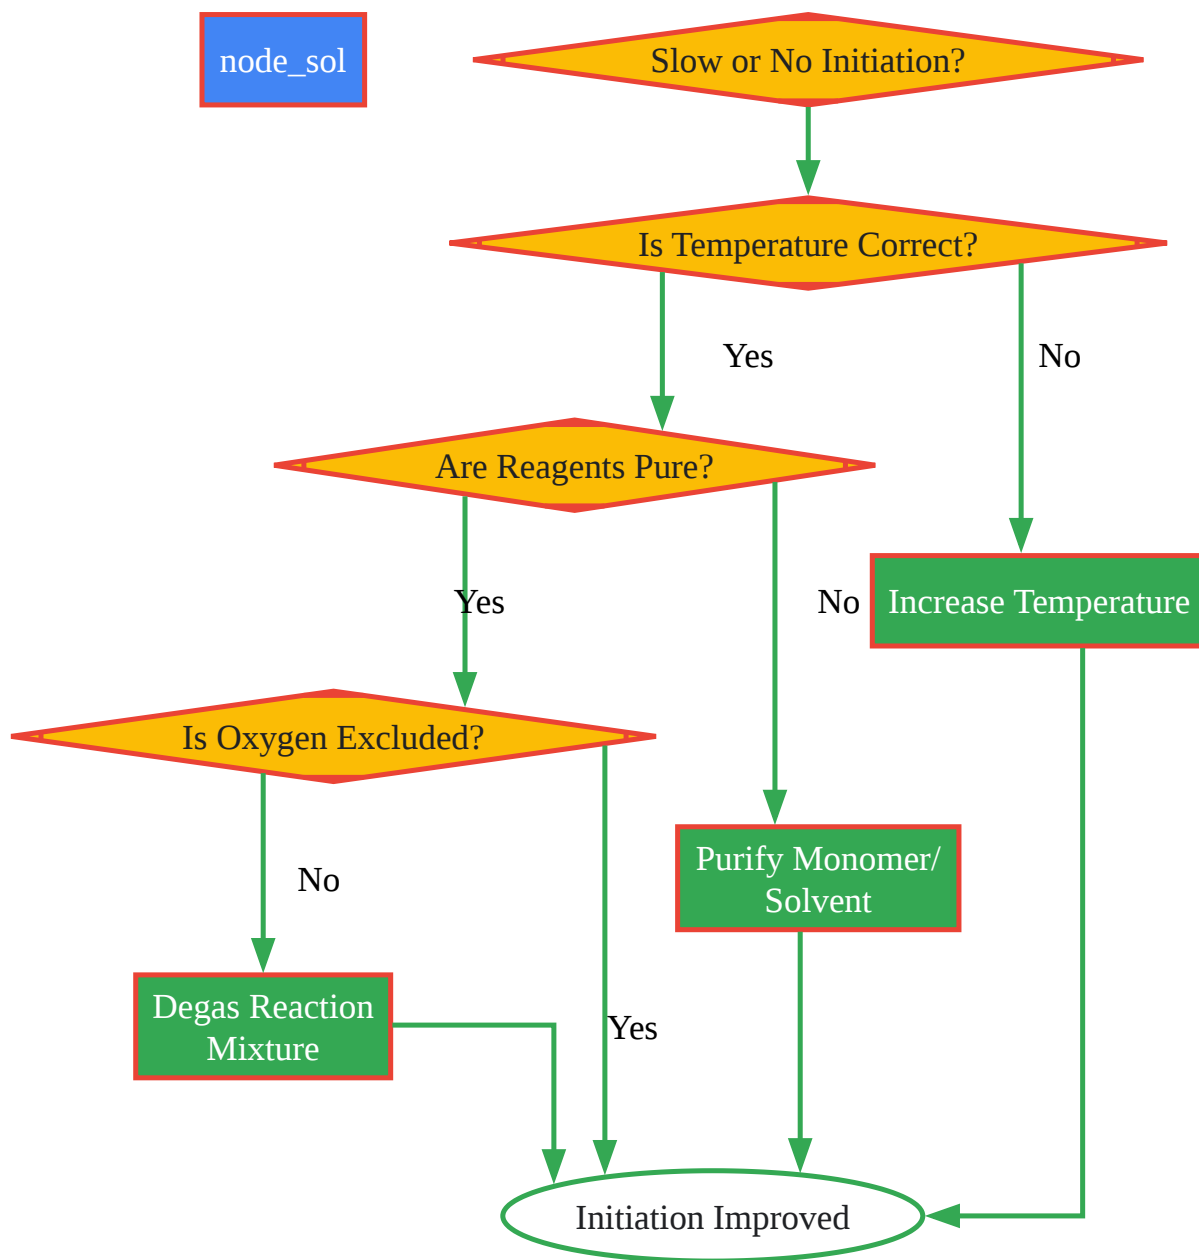 node_sol
Slow or No Initiation?
Is Temperature Correct?
Yes
No
Are Reagents Pure?
Yes
No
Increase Temperature
Is Oxygen Excluded?
Purify Monomer/
Solvent
No
Degas Reaction
Mixture
Yes
Initiation Improved